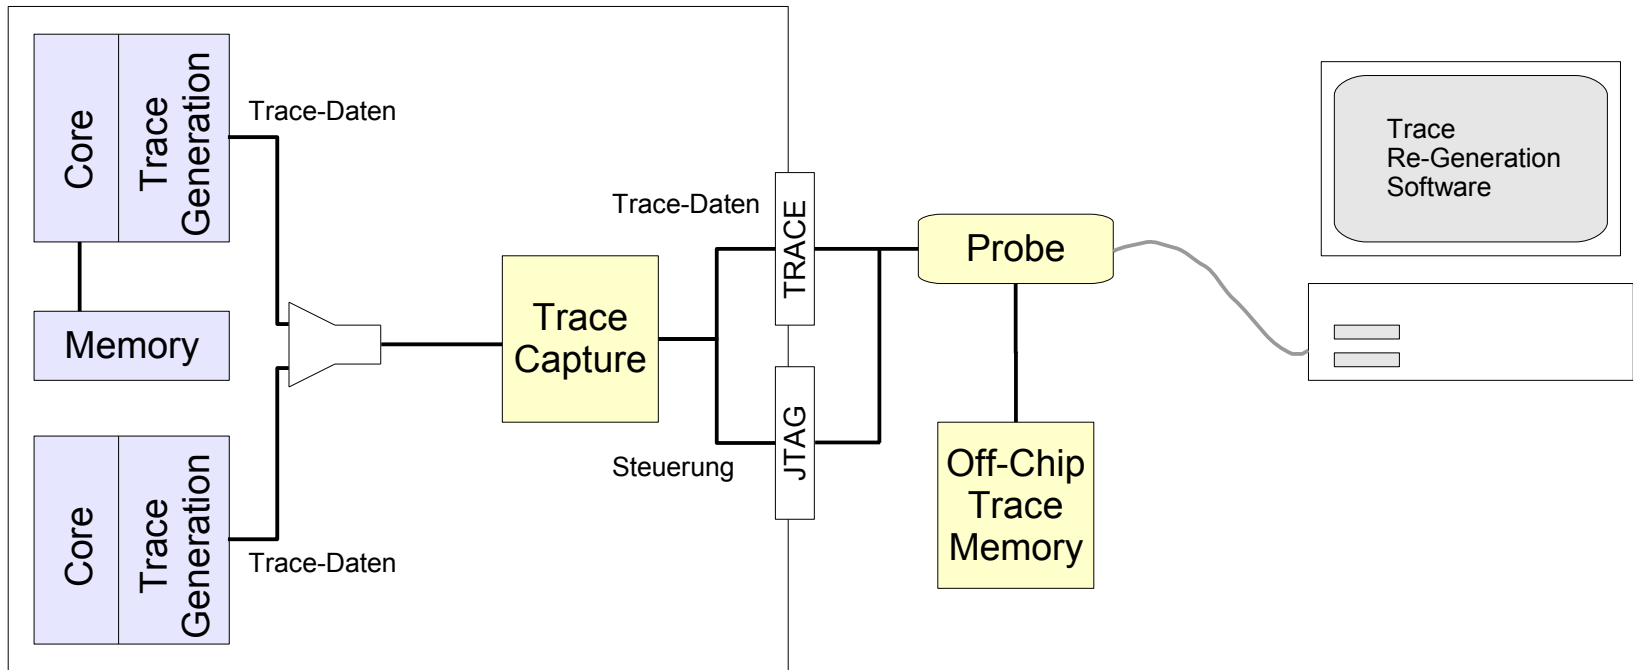 Core
Trace
Generation
Trace-Daten
Memory
Core
Trace
Generation
Trace-Daten
Trace
Capture
Trace-Daten
TRACE
Steuerung
JTAG
Probe
Off-Chip
Trace
Memory
Trace
Re-Generation
Software